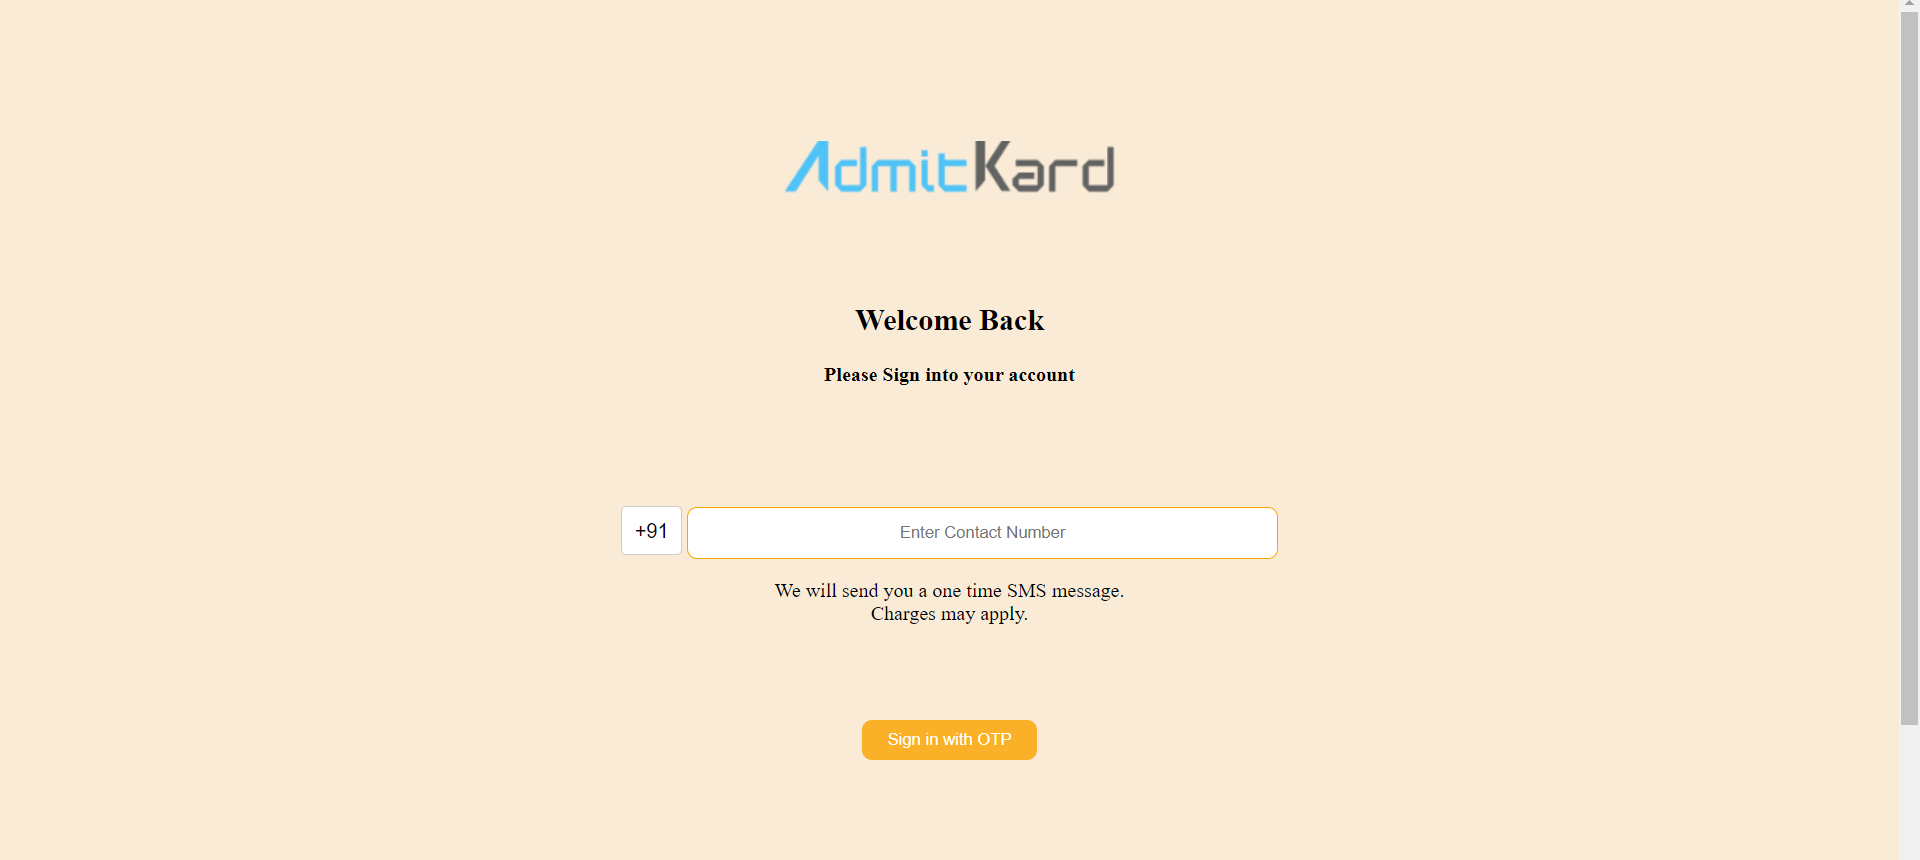 AdmitKard
Welcome Back
Please Sign into your account
+91 Enter Contact Number
We will send you a one time SMS message.
Charges may apply.
Sign in with OTP